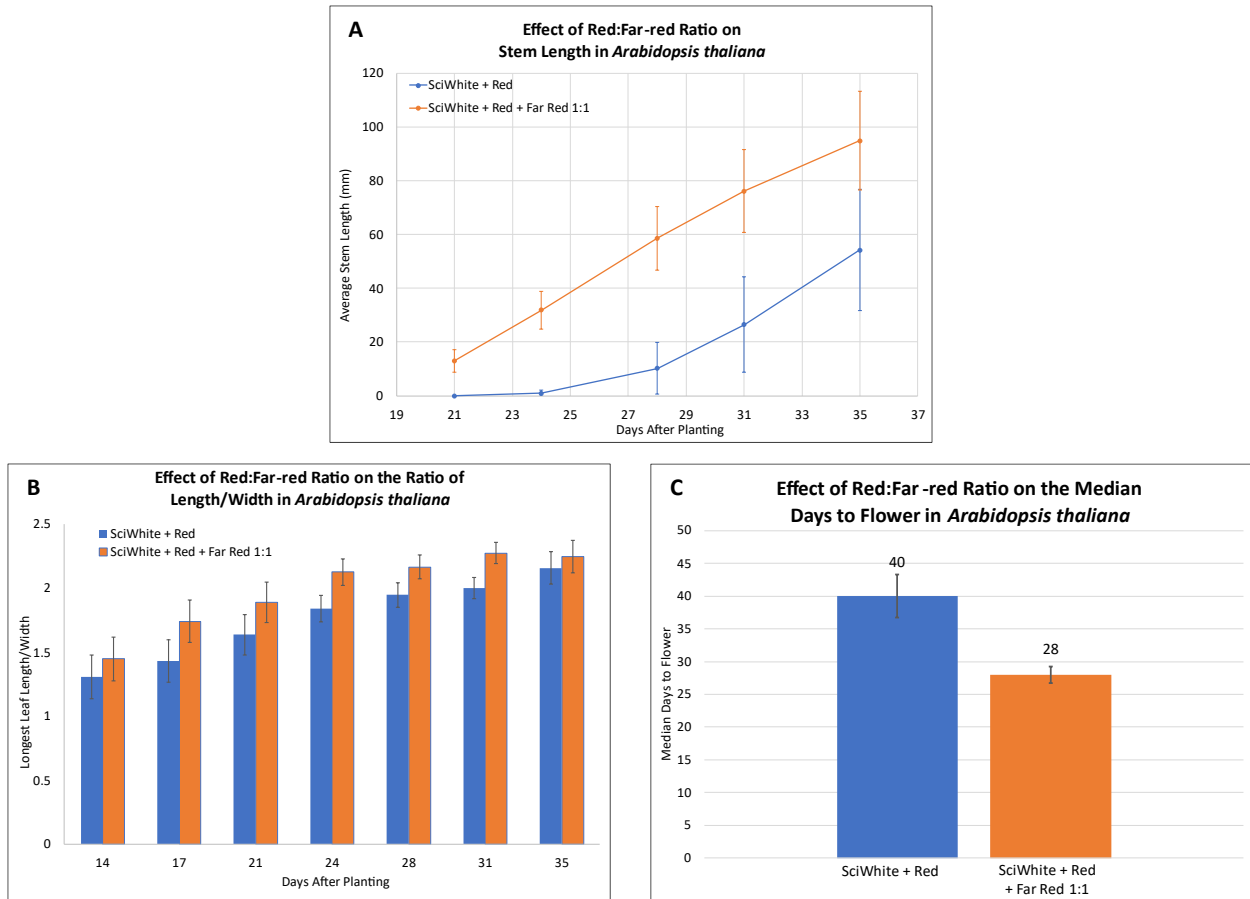 A
Effect of Red:Far-red Ratio on
Stem Length in Arabidopsis thaliana
SciWhite + Red
SciWhite + Red + Far Red 1:1
Average Stem Length (mm)
120
100
80
60
40
20
0
19 21 23 25 27 29 31 33 35 37
Days After Planting
B
Effect of Red:Far-red Ratio on the Ratio of
Length/Width in Arabidopsis thaliana
SciWhite + Red
SciWhite + Red + Far Red 1:1
Longest Leaf Length/Width
2.5
2
1.5
1
0.5
0
14 17 21 24 28 31 35
Days After Planting
C
Effect of Red:Far -red Ratio on the Median
Days to Flower in Arabidopsis thaliana
Median Days to Flower
50
45
40
35
30
25
20
15
10
5
0
40
28
SciWhite + Red
SciWhite + Red
+ Far Red 1:1